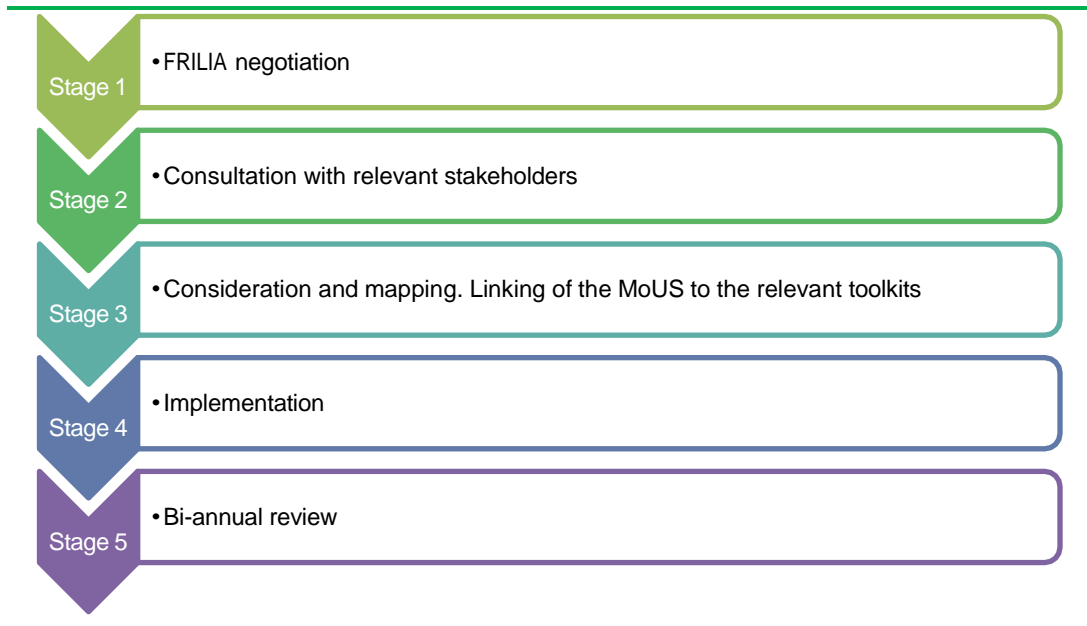 Stage 1
•FRILIA negotiation
Stage 2
•Consultation with relevant stakeholders
Stage 3
•Consideration and mapping. Linking of the MoUS to the relevant toolkits
Stage 4
•Implementation
Stage 5
•Bi-annual review